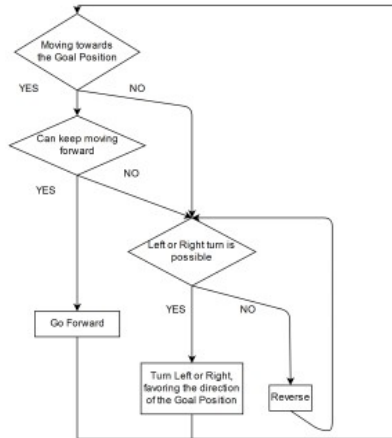 Moving towards
the Goal Position
YES
NO
Can keep moving
forward
YES
NO
Left or Right turn is
possible
YES
NO
Go Forward
Turn Left or Right,
favoring the direction
of the Goal Position
Reverse